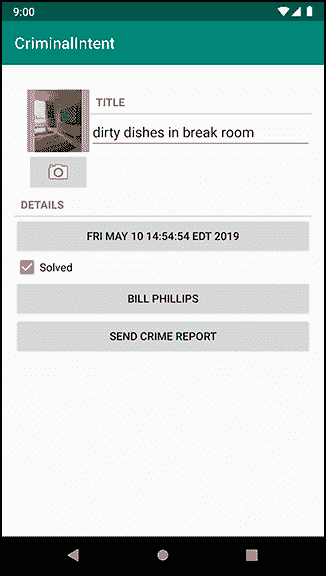 9:00
CriminalIntent
TITLE
dirty dishes in break room
DETAILS
FRI MAY 10 14:54:54 EDT 2019
Solved
BILL PHILLIPS
SEND CRIME REPORT